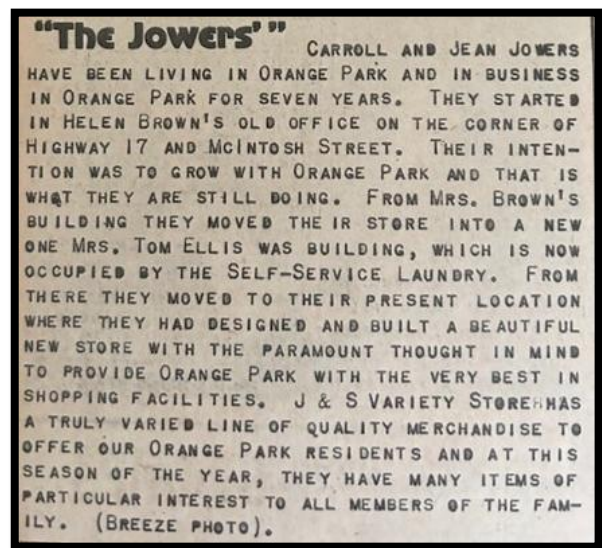 "The Jowers'"
CARROLL AND JEAN JOWERS
HAVE BEEN LIVING IN ORANGE PARK AND IN BUSINESS
IN ORANGE PARK FOR SEVEN YEARS. THEY STARTED
IN HELEN BROWN'S OLD OFFICE ON THE CORNER OF
HIGHWAY 17 AND MCINTOSH STREET. THEIR INTEN-
TION WAS TO GROW WITH ORANGE PARK AND THAT IS
WHAT THEY ARE STILL DOING. FROM MRS. BROWN'S
BUILDING THEY MOVED THEIR STORE INTO A NEW
ONE MRS. TOM ELLIS WAS BUILDING, WHICH IS NOW
OCCUPIED BY THE SELF-SERVICE LAUNDRY. FROM
THERE THEY MOVED TO THEIR PRESENT LOCATION
WHERE THEY HAD DESIGNED AND BUILT A BEAUTIFUL
NEW STORE WITH THE PARAMOUNT THOUGHT IN MIND
TO PROVIDE ORANGE PARK WITH THE VERY BEST IN
SHOPPING FACILITIES. J & S VARIETY STORE HAS
A TRULY VARIED LINE OF QUALITY MERCHANDISE TO
OFFER OUR ORANGE PARK RESIDENTS AND AT THIS
SEASON OF THE YEAR, THEY HAVE MANY ITEMS OF
PARTICULAR INTEREST TO ALL MEMBERS OF THE FAM-
ILY. (BREEZE PHOTO).